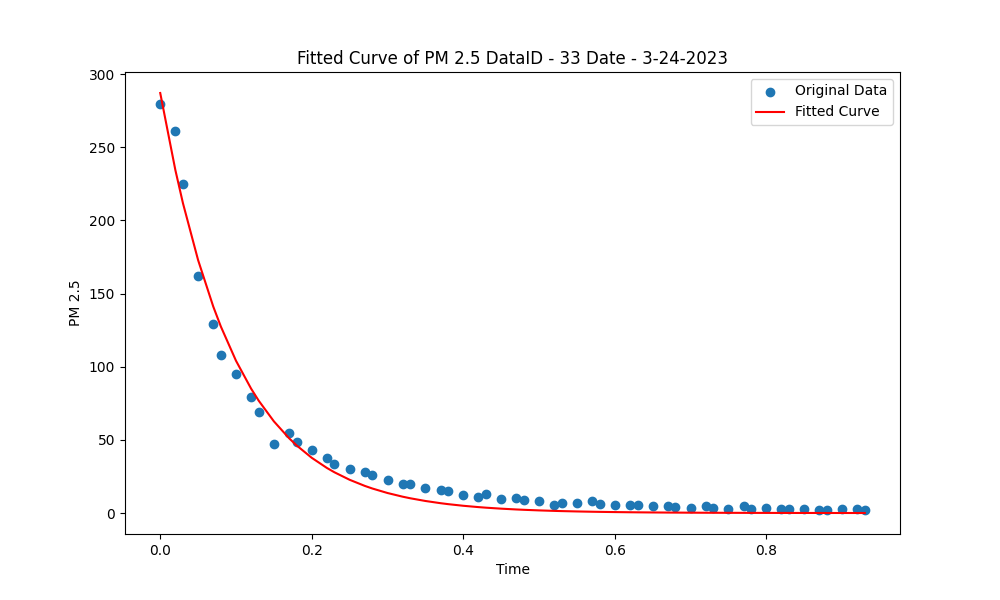 Fitted Curve of PM 2.5 DataID - 33 Date - 3-24-2023
Original Data
Fitted Curve
300
250
200
150
100
50
0
PM 2.5
0.0 0.2 0.4 0.6 0.8
Time